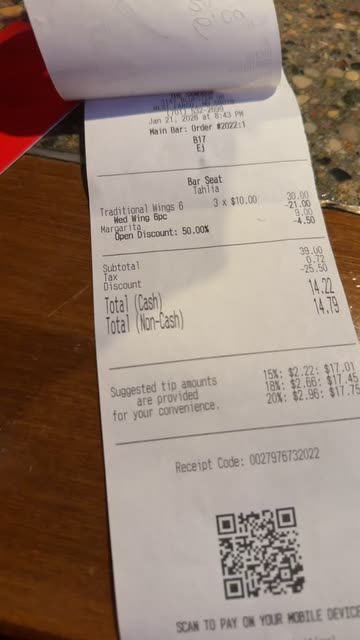 Jan 21, 2026 at 8:43 PM
Main Bar: Order #2022:1
B17
Ej
Bar Seat
Tahlia
Traditional Wings 6 3 x $10.00 30.00
Wed Wing 6pc -21.00
Margarita 9.00
Open Discount: 50.00% -4.50
Subtotal 39.00
Tax 0.72
Discount -25.50
Total (Cash) 14.22
Total (Non-Cash) 14.79
Suggested tip amounts
are provided
for your convenience.
15%: $2.22: $17.01
18%: $2.66: $17.45
20%: $2.96: $17.75
Receipt Code: 0027976732022
SCAN TO PAY ON YOUR MOBILE DEVICE